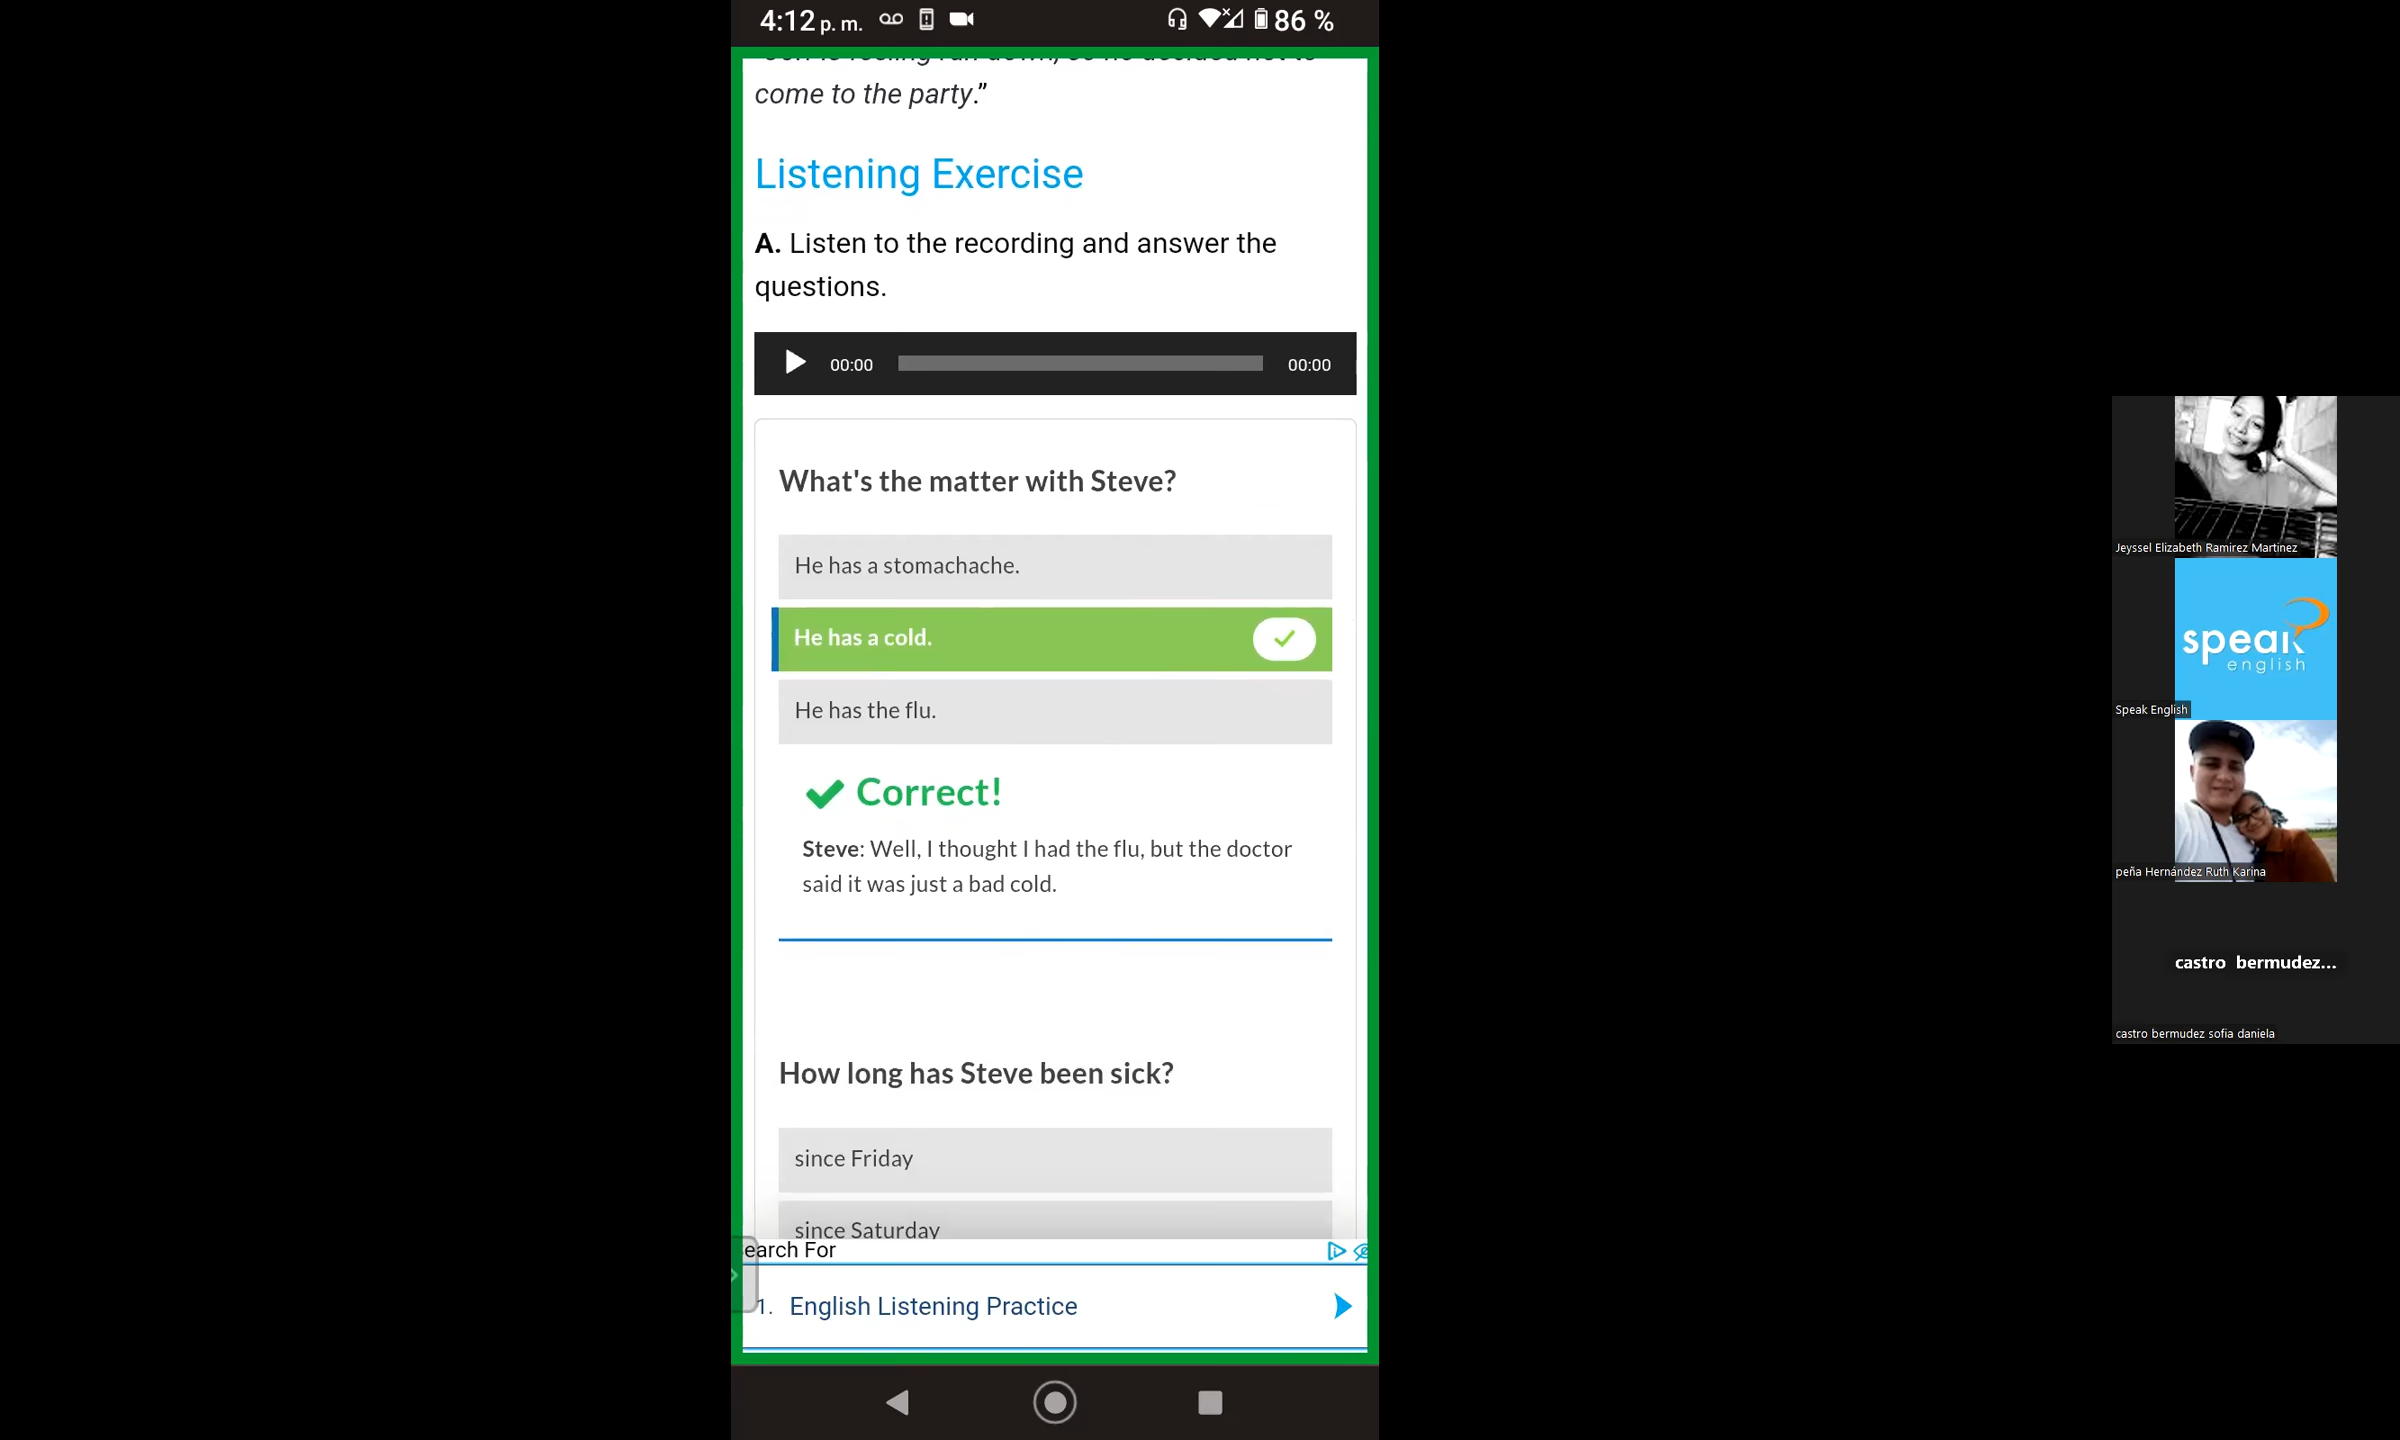 4:12 p. m. 86 %
come to the party.”
Listening Exercise
A. Listen to the recording and answer the
questions.
00:00 00:00
What's the matter with Steve?
He has a stomachache.
He has a cold.
He has the flu.
Correct!
Steve: Well, I thought I had the flu, but the doctor
said it was just a bad cold.
How long has Steve been sick?
since Friday
since Saturday
earch For
1. English Listening Practice
Jeyssel Elizabeth Ramirez Martinez
speak
english
Speak English
peña Hernández Ruth Karina
castro bermudez...
castro bermudez sofia daniela